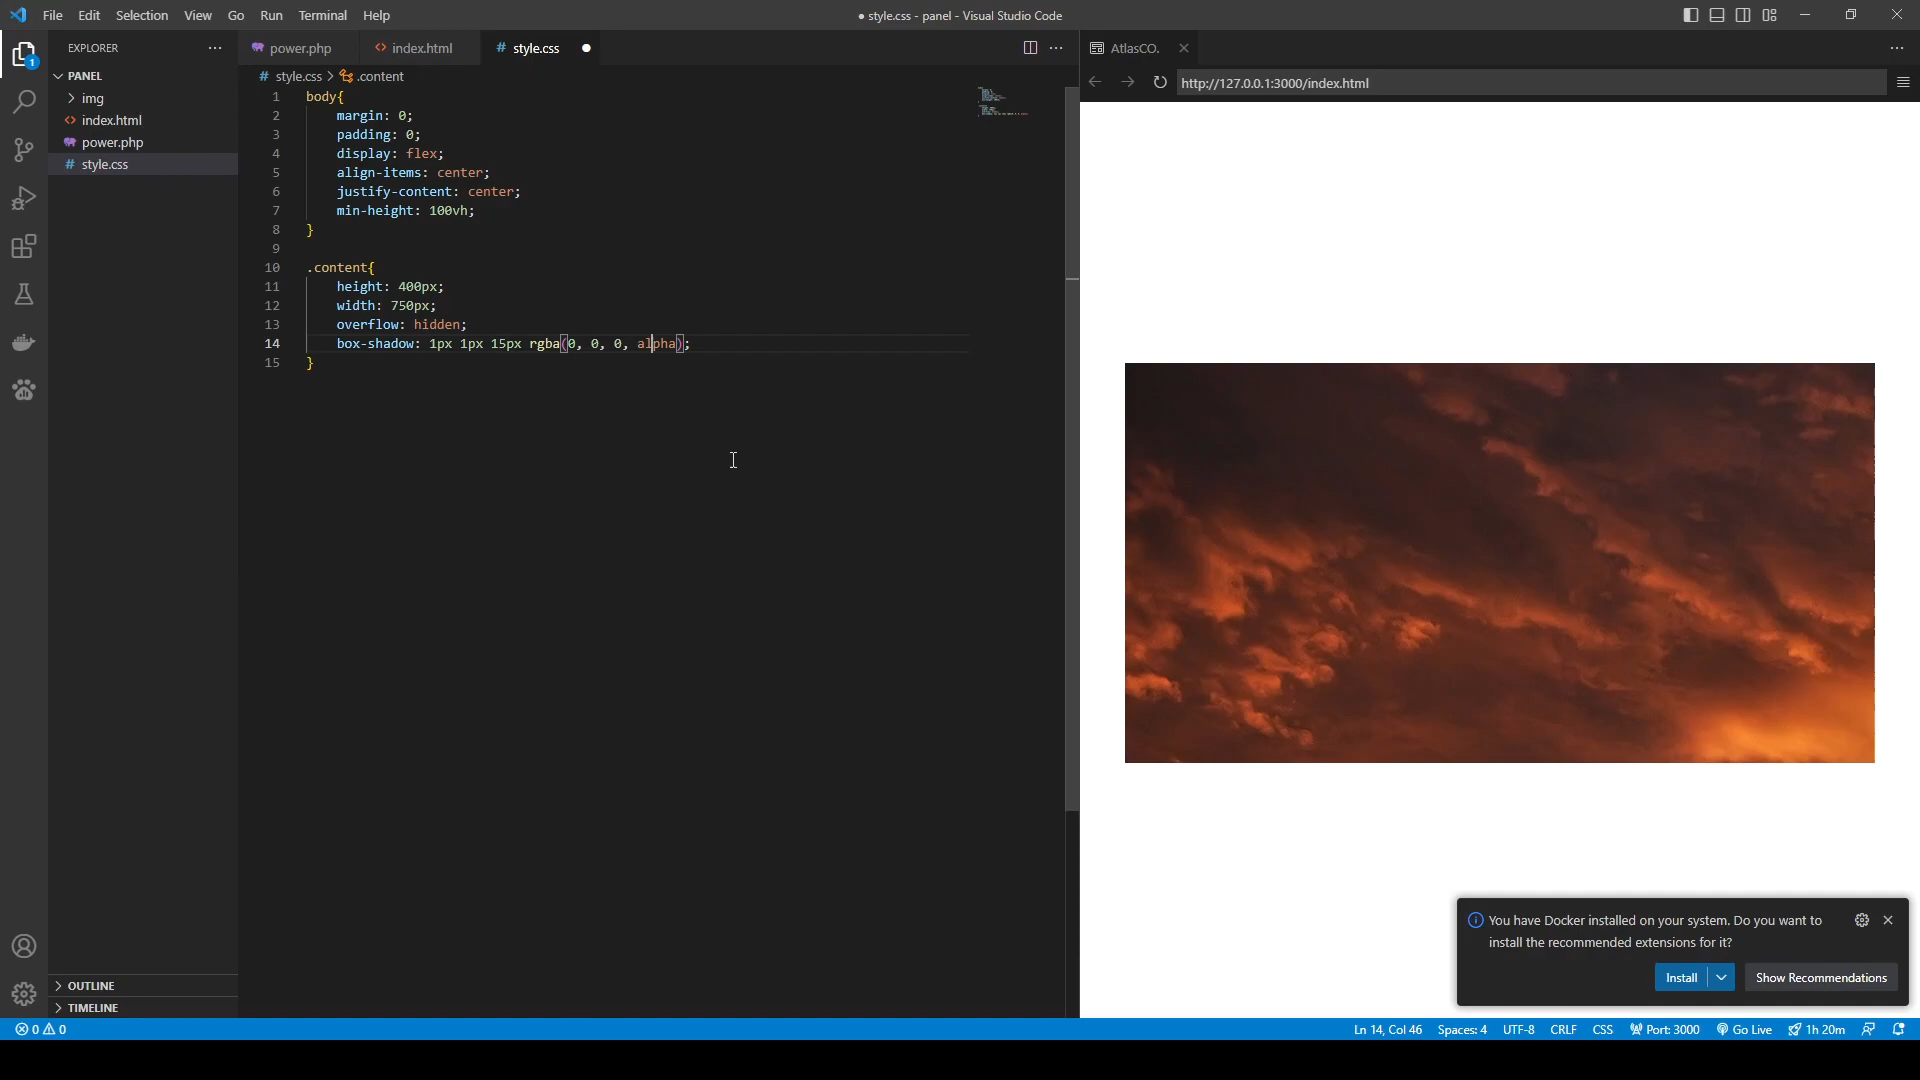 File Edit Selection View Go Run Terminal Help
● style.css - panel - Visual Studio Code
EXPLORER
PANEL
img
index.html
power.php
style.css
OUTLINE
TIMELINE
1
power.php
index.html
style.css
style.css > .content
1 body{
2 margin: 0;
3 padding: 0;
4 display: flex;
5 align-items: center;
6 justify-content: center;
7 min-height: 100vh;
8 }
9
10 .content{
11 height: 400px;
12 width: 750px;
13 overflow: hidden;
14 box-shadow: 1px 1px 15px rgba(0, 0, 0, alpha);
15 }
AtlasCO.
http://127.0.0.1:3000/index.html
You have Docker installed on your system. Do you want to
install the recommended extensions for it?
Install
Show Recommendations
0 0
Ln 14, Col 46 Spaces: 4 UTF-8 CRLF CSS Port: 3000 Go Live 1h 20m